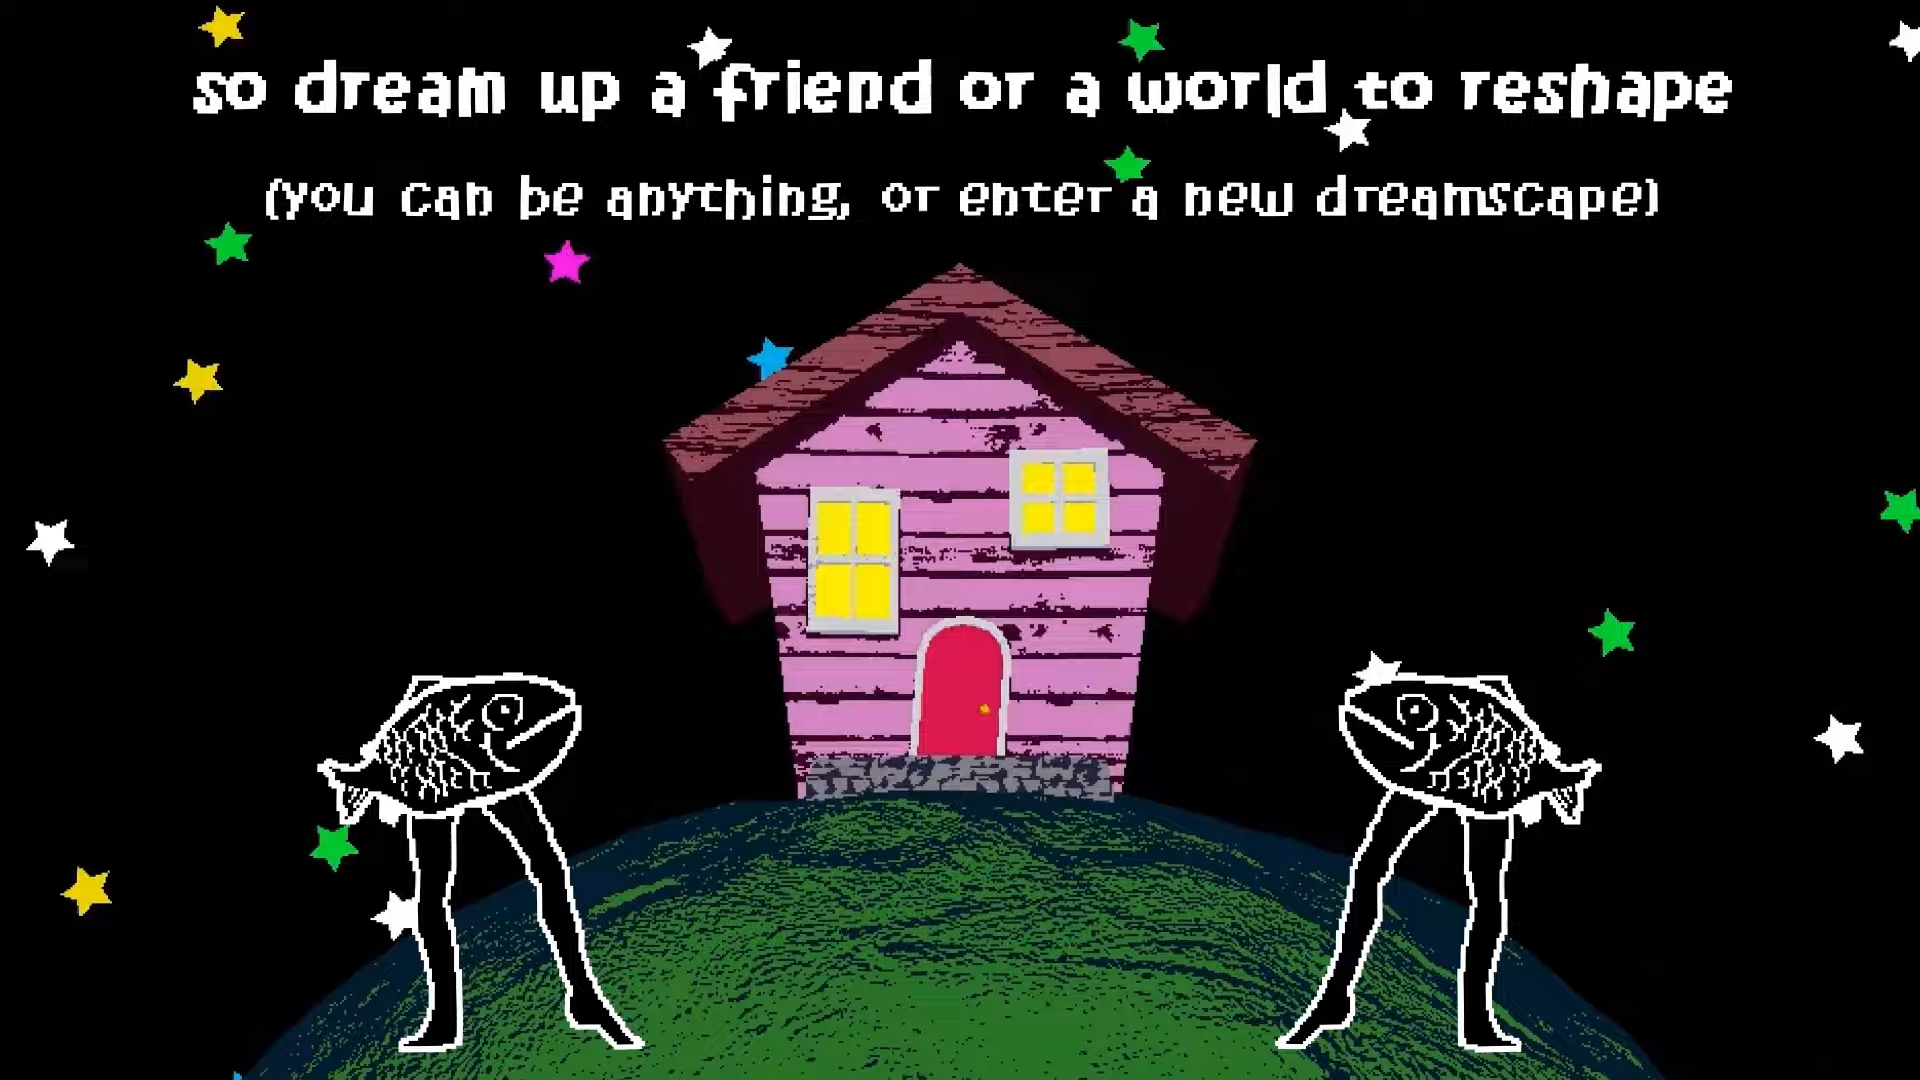 so dream up a friend or a world to reshape
(you can be anything, or enter a new dreamscape)